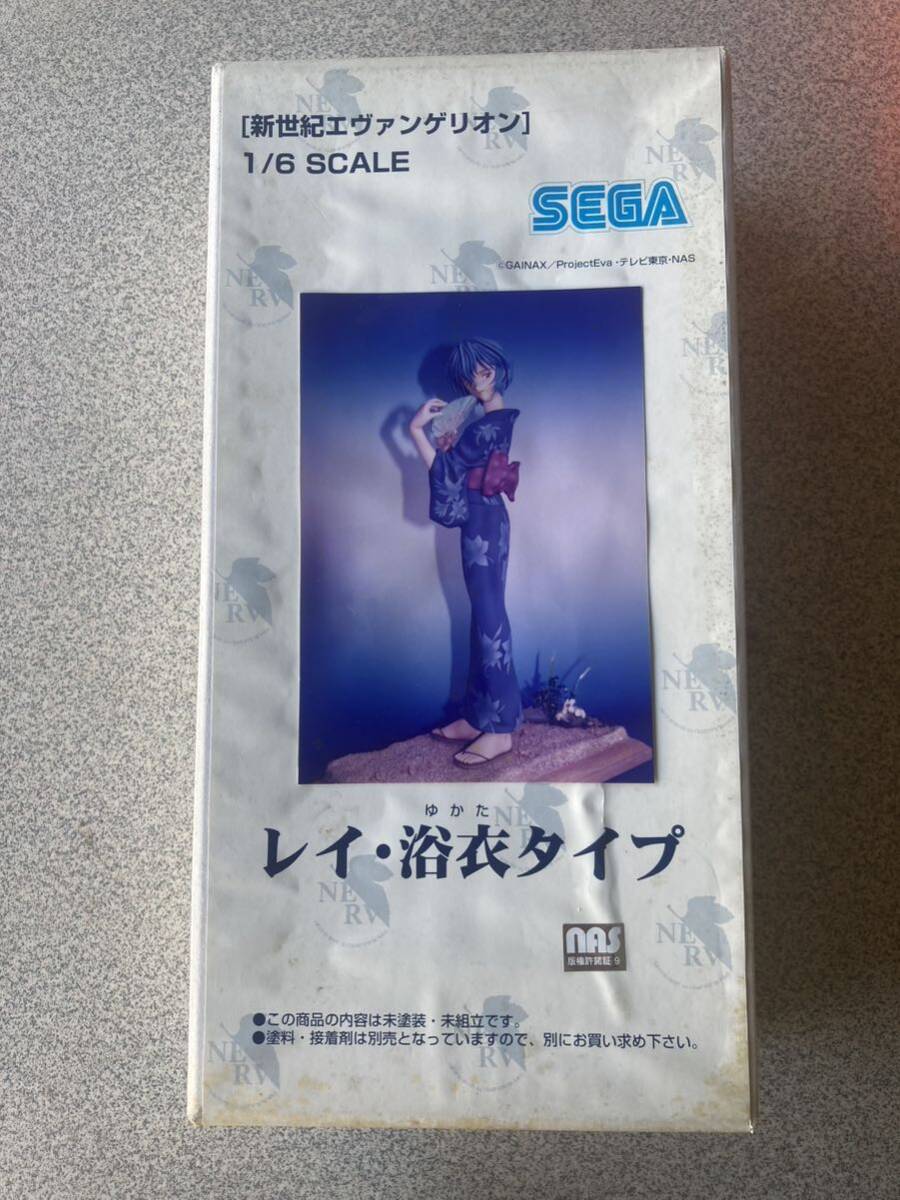 [新世紀エヴァンゲリオン]
1/6 SCALE
SEGA
©GAINAX／ProjectEva・テレビ東京・NAS
ゆかた
レイ・浴衣タイプ
nas
版権許諾証 9
●この商品の内容は未塗装・未組立です。
●塗料・接着剤は別売となっていますので、別にお買い求め下さい。
NERV